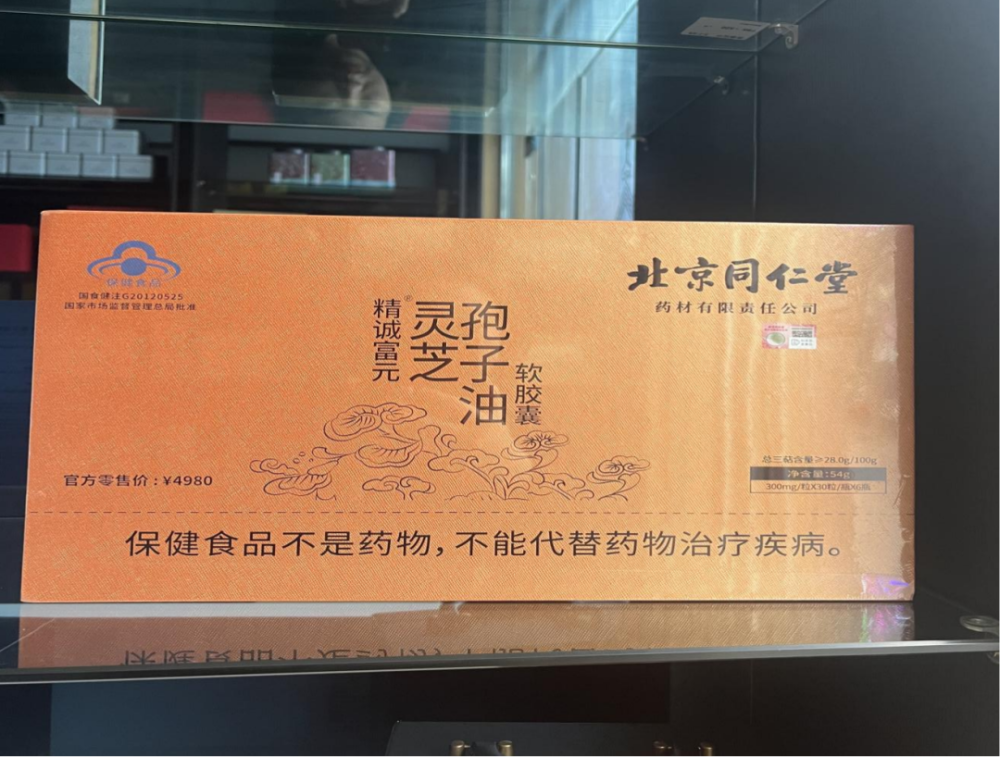 保健食品
国食健注G20120525
国家市场监督管理总局批准
北京同仁堂
药材有限责任公司
精诚富元®
灵芝
孢子油
软胶囊
总三萜含量≥28.0g/100g
净含量:54g
300mg/粒X30粒/瓶X6瓶
官方零售价:¥4980
保健食品不是药物,不能代替药物治疗疾病。